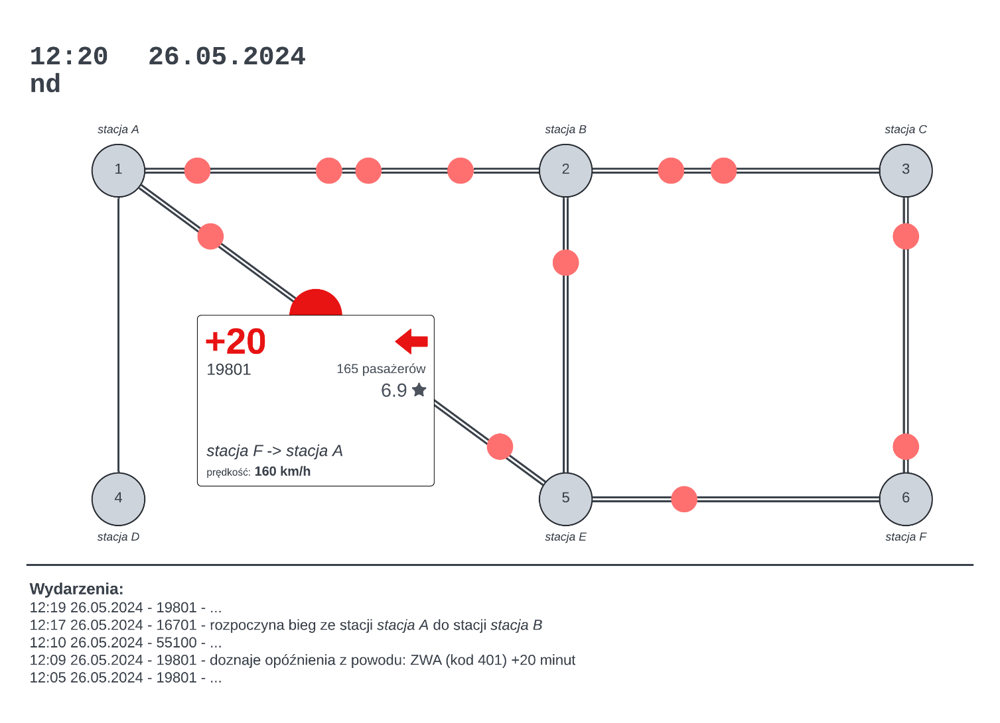 12:20 26.05.2024
nd
stacja A
stacja B
stacja C
1
2
3
+20
19801
165 pasażerów
6.9
stacja F -> stacja A
prędkość: 160 km/h
4
5
6
stacja D
stacja E
stacja F
Wydarzenia:
12:19 26.05.2024 - 19801 - ...
12:17 26.05.2024 - 16701 - rozpoczyna bieg ze stacji stacja A do stacji stacja B
12:10 26.05.2024 - 55100 - ...
12:09 26.05.2024 - 19801 - doznaje opóźnienia z powodu: ZWA (kod 401) +20 minut
12:05 26.05.2024 - 19801 - ...